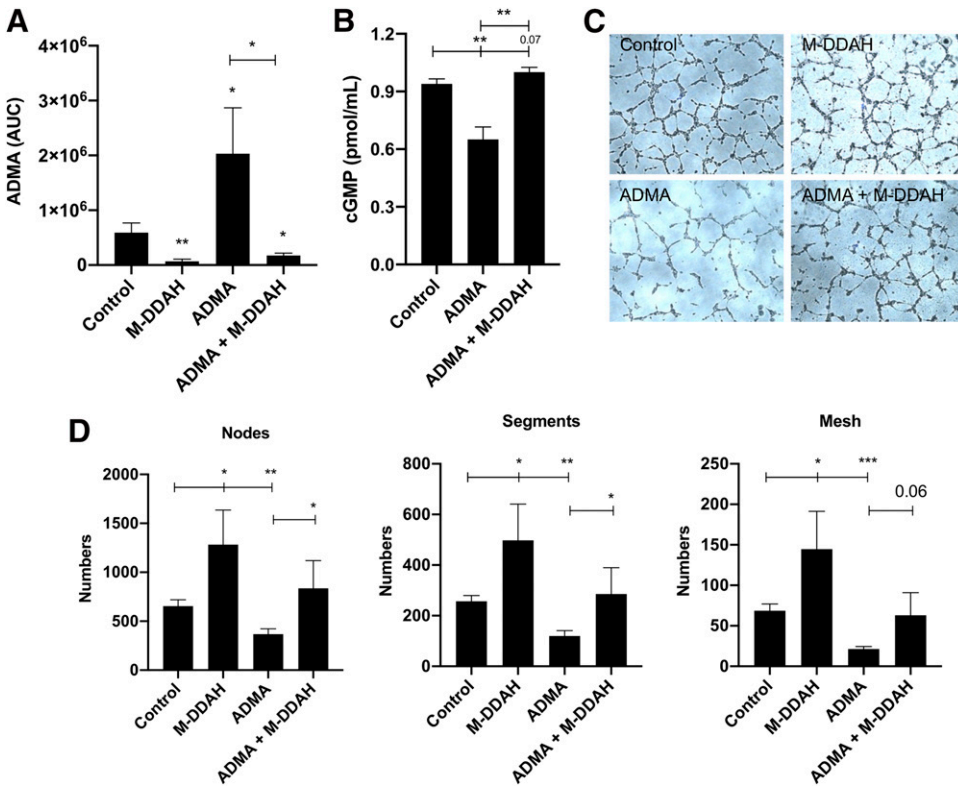 A
ADMA (AUC)
4×10⁶
3×10⁶
2×10⁶
1×10⁶
0
*
*
**
*
Control
M-DDAH
ADMA
ADMA + M-DDAH
B
cGMP (pmol/mL)
1.2
0.9
0.6
0.3
0.0
**
**
0.07
Control
ADMA
ADMA + M-DDAH
C
Control
M-DDAH
ADMA
ADMA + M-DDAH
D
Nodes
Numbers
2000
1500
1000
500
0
*
**
*
Control
M-DDAH
ADMA
ADMA + M-DDAH
Segments
Numbers
800
600
400
200
0
*
**
*
Control
M-DDAH
ADMA
ADMA + M-DDAH
Mesh
Numbers
250
200
150
100
50
0
*
***
0.06
Control
M-DDAH
ADMA
ADMA + M-DDAH